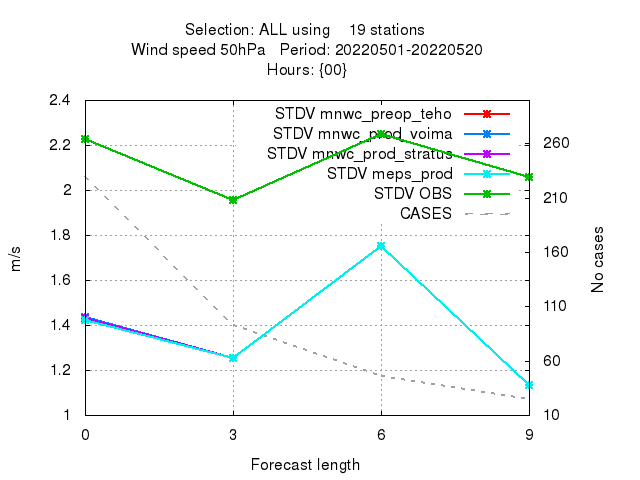 Selection: ALL using 19 stations
Wind speed 50hPa Period: 20220501-20220520
Hours: {00}
2.4
2.2
2
1.8
1.6
1.4
1.2
1
m/s
STDV mnwc_preop_teho
STDV mnwc_prod_voima
STDV mnwc_prod_stratus
STDV meps_prod
STDV OBS
CASES
260
210
160
110
60
10
No cases
0 3 6 9
Forecast length